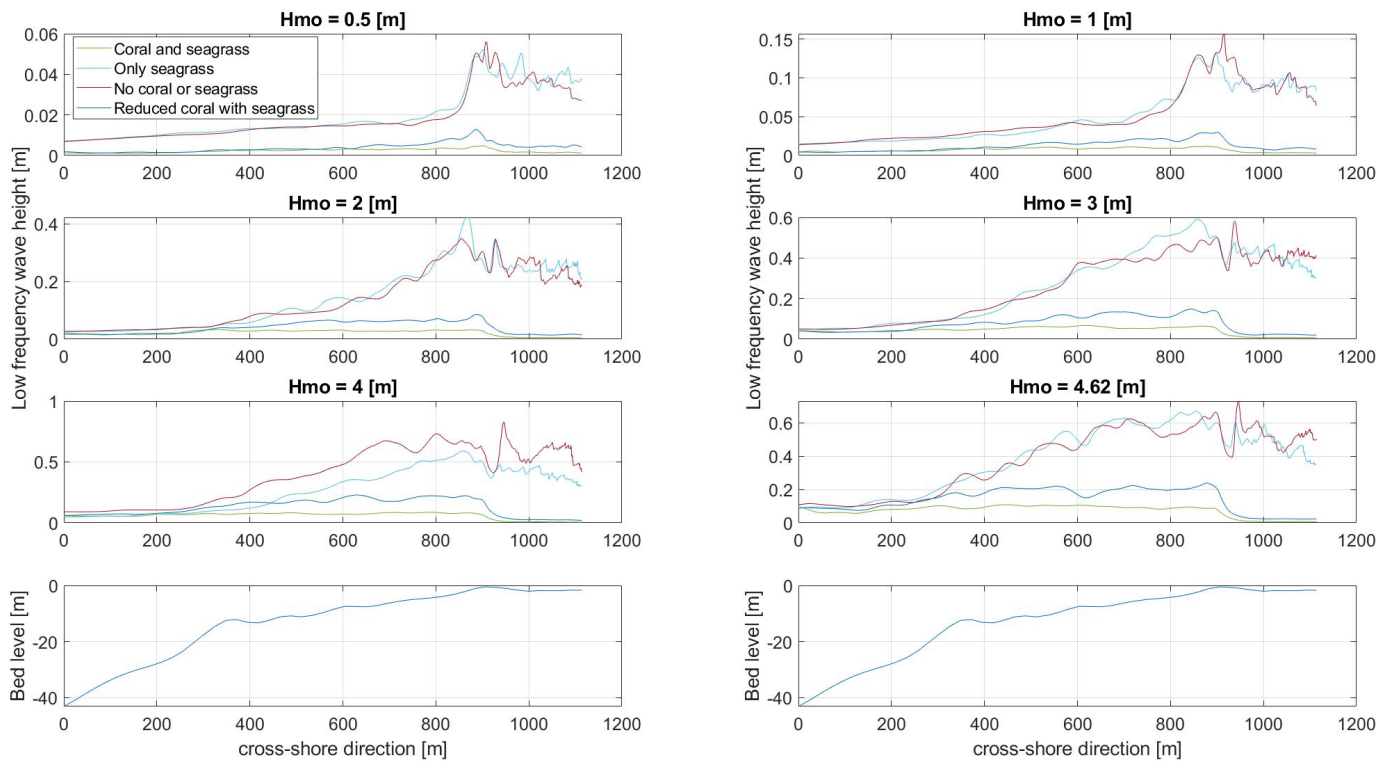 Hmo = 0.5 [m]
0.06
0.04
0.02
0
Coral and seagrass
Only seagrass
No coral or seagrass
Reduced coral with seagrass
0 200 400 600 800 1000 1200
Hmo = 1 [m]
0.15
0.1
0.05
0
0 200 400 600 800 1000 1200
Low frequency wave height [m]
Hmo = 2 [m]
0.4
0.2
0
0 200 400 600 800 1000 1200
Low frequency wave height [m]
Hmo = 3 [m]
0.6
0.4
0.2
0
0 200 400 600 800 1000 1200
Hmo = 4 [m]
1
0.5
0
0 200 400 600 800 1000 1200
Hmo = 4.62 [m]
0.6
0.4
0.2
0
0 200 400 600 800 1000 1200
Bed level [m]
0
-20
-40
0 200 400 600 800 1000 1200
cross-shore direction [m]
Bed level [m]
0
-20
-40
0 200 400 600 800 1000 1200
cross-shore direction [m]